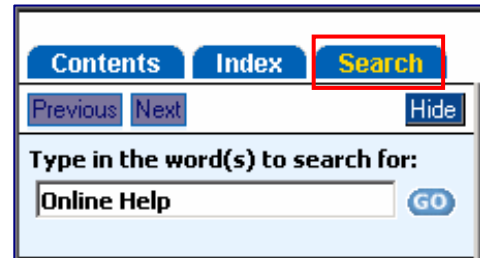 Contents Index Search
Previous Next Hide
Type in the word(s) to search for:
Online Help GO